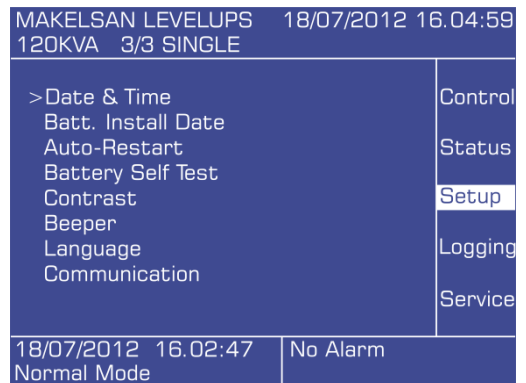 MAKELSAN LEVELUPS 18/07/2012 16.04:59
120KVA 3/3 SINGLE
>Date & Time
Batt. Install Date
Auto-Restart
Battery Self Test
Contrast
Beeper
Language
Communication
Control
Status
Setup
Logging
Service
18/07/2012 16.02:47
Normal Mode
No Alarm